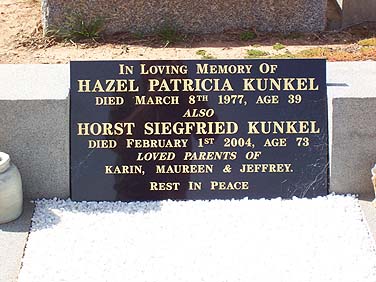 In Loving Memory Of
HAZEL PATRICIA KUNKEL
DIED MARCH 8TH 1977, AGE 39
ALSO
HORST SIEGFRIED KUNKEL
DIED FEBRUARY 1ST 2004, AGE 73
LOVED PARENTS OF
KARIN, MAUREEN & JEFFREY.
REST IN PEACE